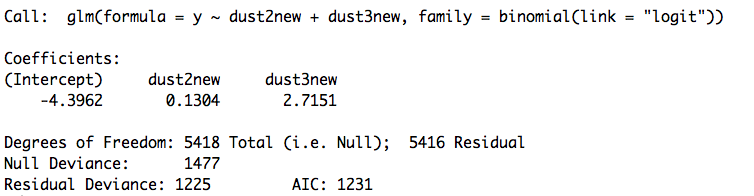 Call:  glm(formula = y ~ dust2new + dust3new, family = binomial(link = "logit"))
Coefficients:
(Intercept)     dust2new     dust3new
    -4.3962       0.1304       2.7151
Degrees of Freedom: 5418 Total (i.e. Null);  5416 Residual
Null Deviance:      1477
Residual Deviance: 1225        AIC: 1231